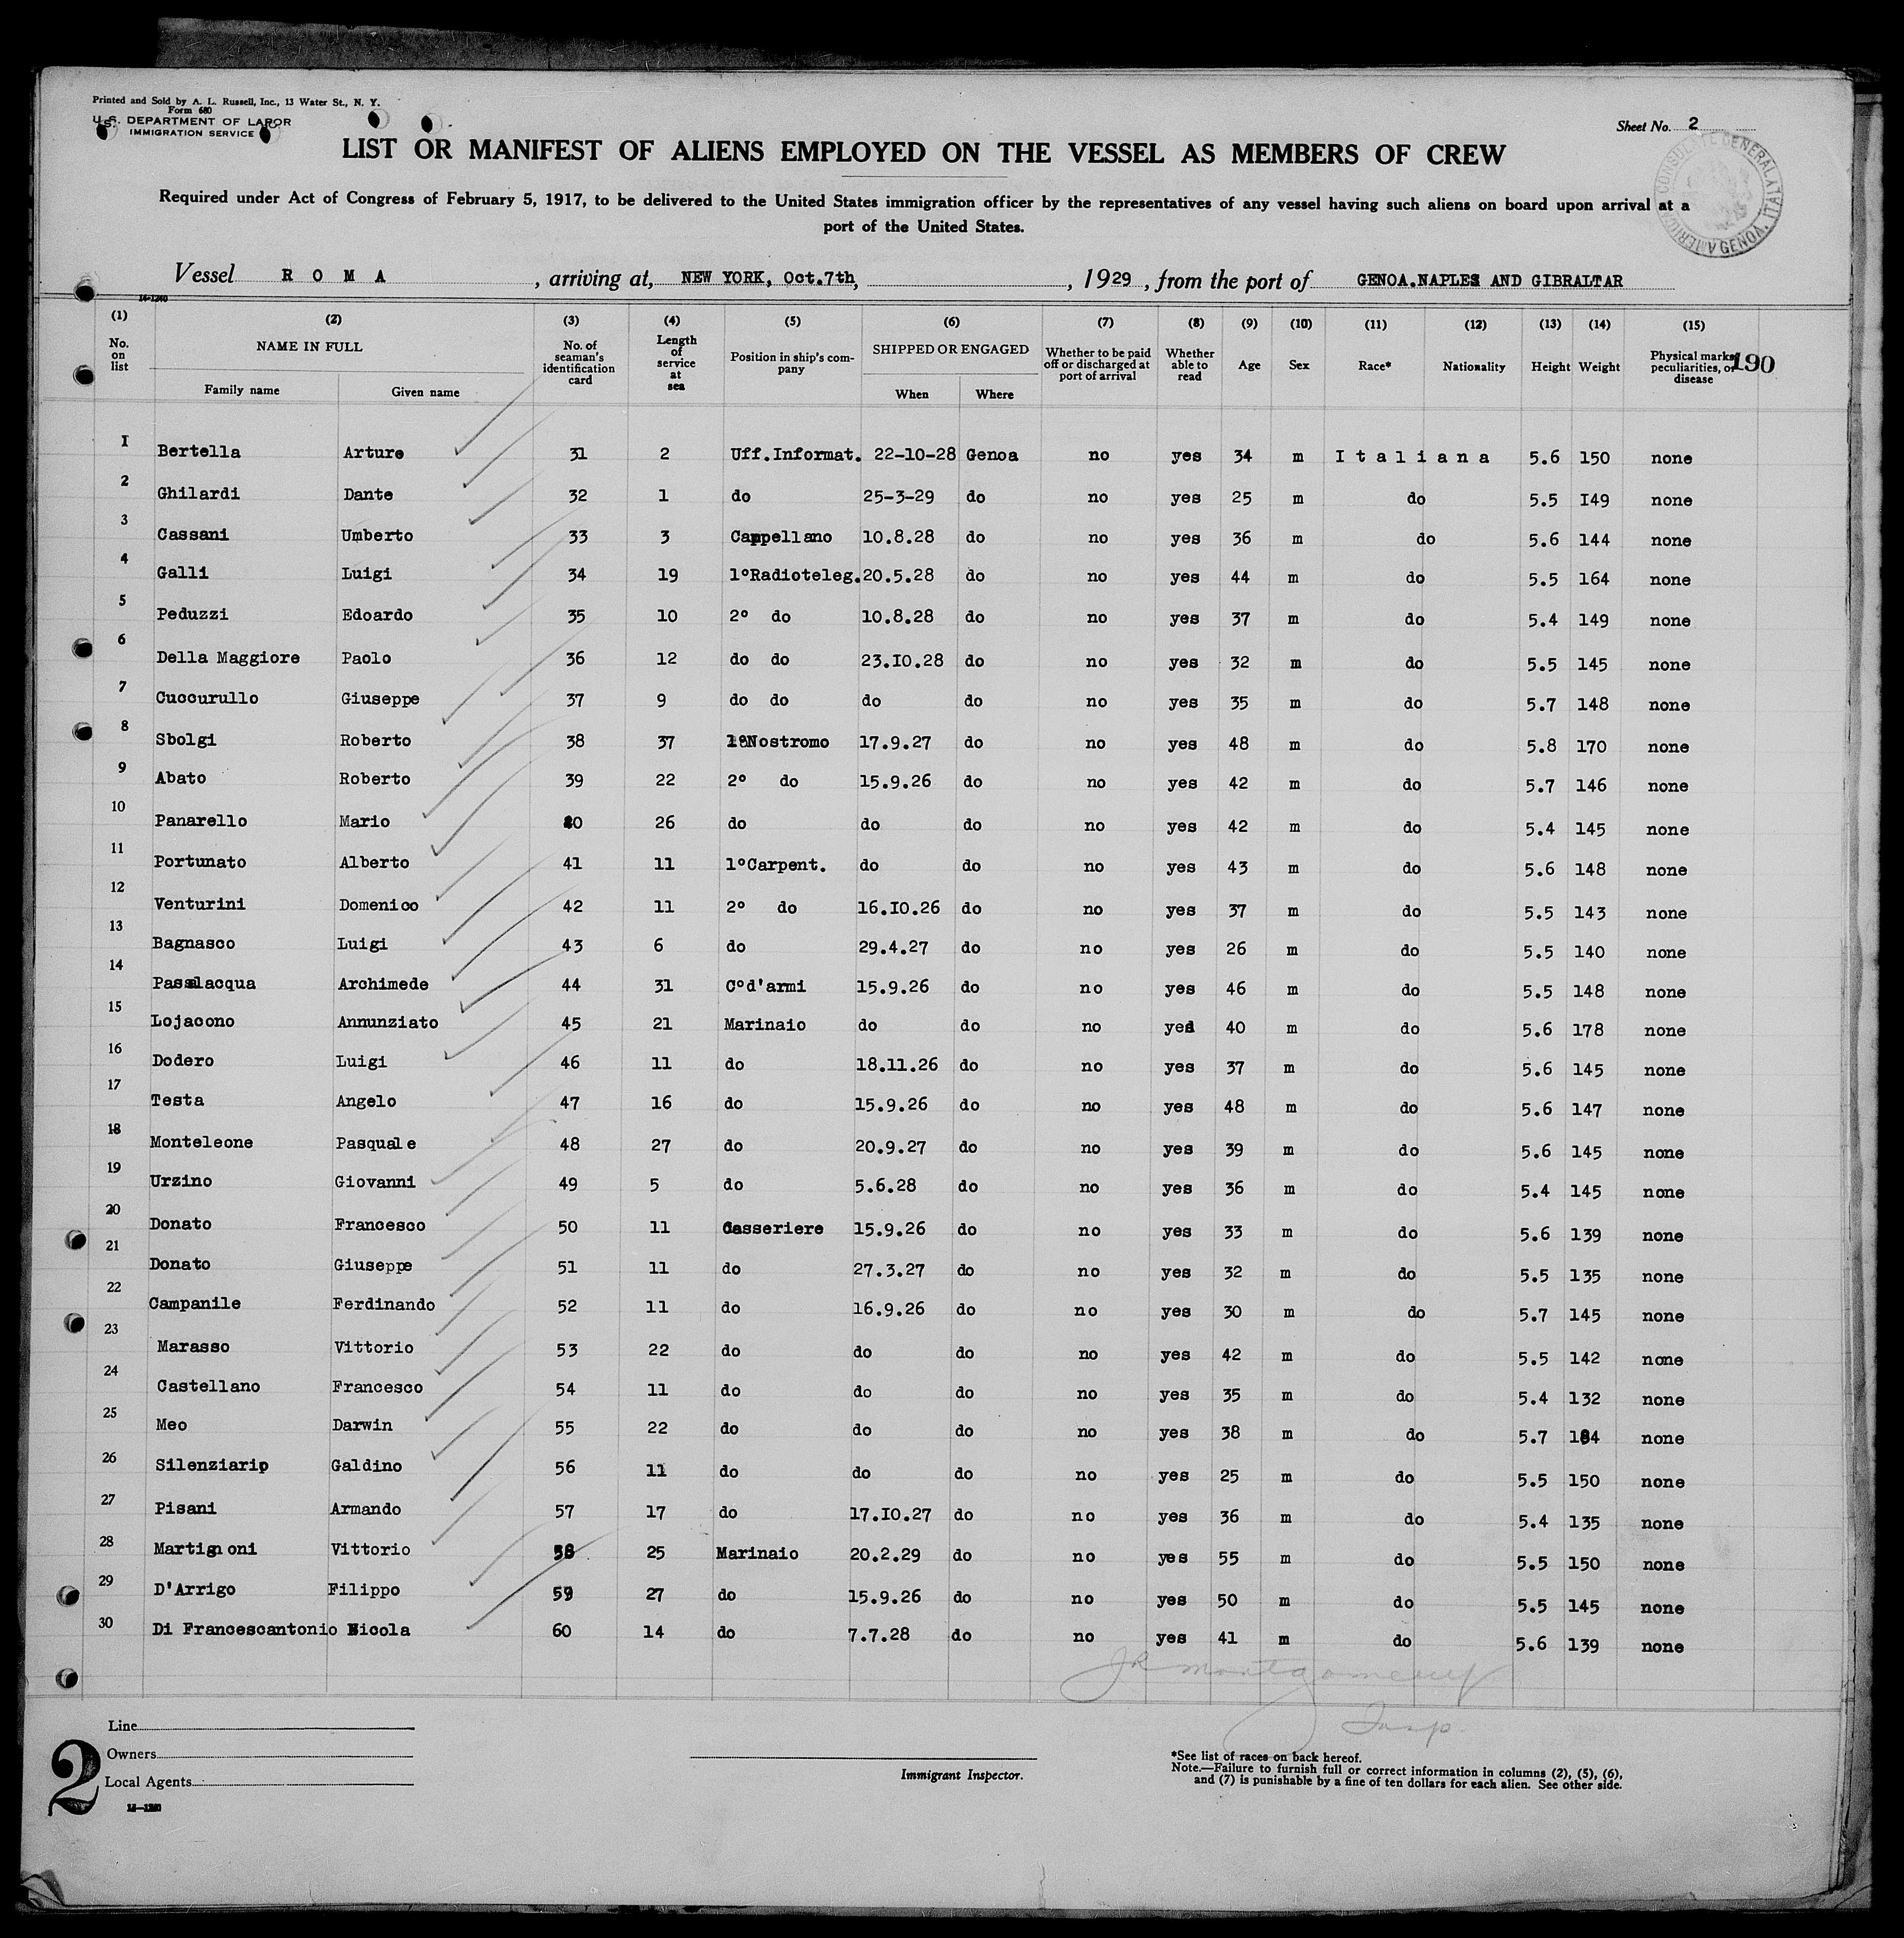 Printed and Sold by A. L. Russell, Inc., 13 Water St., N. Y.
Form 680
U.S. DEPARTMENT OF LABOR
IMMIGRATION SERVICE
Sheet No. 2
LIST OR MANIFEST OF ALIENS EMPLOYED ON THE VESSEL AS MEMBERS OF CREW
AMERICAN CONSULATE GENERAL GENOA, ITALY
Required under Act of Congress of February 5, 1917, to be delivered to the United States immigration officer by the representatives of any vessel having such aliens on board upon arrival at a
port of the United States.
Vessel R O M A , arriving at, NEW YORK, Oct.7th, , 1929 , from the port of GENOA.NAPLES AND GIBRALTAR
14-1240
(1) (2) (3) (4) (5) (6) (7) (8) (9) (10) (11) (12) (13) (14) (15)
No. on list NAME IN FULL Family name Given name No. of seaman's identification card Length of service at sea Position in ship's company SHIPPED OR ENGAGED When Where Whether to be paid off or discharged at port of arrival Whether able to read Age Sex Race* Nationality Height Weight Physical marks, peculiarities, or disease
190
1 Bertella Arturo 31 2 Uff.Informat. 22-10-28 Genoa no yes 34 m Italiana 5.6 150 none
2 Ghilardi Dante 32 1 do 25-3-29 do no yes 25 m do 5.5 149 none
3 Cassani Umberto 33 3 Cappellano 10.8.28 do no yes 36 m do 5.6 144 none
4 Galli Luigi 34 19 1ºRadioteleg. 20.5.28 do no yes 44 m do 5.5 164 none
5 Peduzzi Edoardo 35 10 2º do 10.8.28 do no yes 37 m do 5.4 149 none
6 Della Maggiore Paolo 36 12 do do 23.10.28 do no yes 32 m do 5.5 145 none
7 Cuccurullo Giuseppe 37 9 do do do do no yes 35 m do 5.7 148 none
8 Sbolgi Roberto 38 37 1ºNostromo 17.9.27 do no yes 48 m do 5.8 170 none
9 Abato Roberto 39 22 2º do 15.9.26 do no yes 42 m do 5.7 146 none
10 Panarello Mario 40 26 do do do no yes 42 m do 5.4 145 none
11 Portunato Alberto 41 11 1ºCarpent. do do no yes 43 m do 5.6 148 none
12 Venturini Domenico 42 11 2º do 16.10.26 do no yes 37 m do 5.5 143 none
13 Bagnasco Luigi 43 6 do 29.4.27 do no yes 26 m do 5.5 140 none
14 Passlacqua Archimede 44 31 Cºd'armi 15.9.26 do no yes 46 m do 5.5 148 none
15 Lojacono Annunziato 45 21 Marinaio do do no yes 40 m do 5.6 178 none
16 Dodero Luigi 46 11 do 18.11.26 do no yes 37 m do 5.6 145 none
17 Testa Angelo 47 16 do 15.9.26 do no yes 48 m do 5.6 147 none
18 Monteleone Pasquale 48 27 do 20.9.27 do no yes 39 m do 5.6 145 none
19 Urzino Giovanni 49 5 do 5.6.28 do no yes 36 m do 5.4 145 none
20 Donato Francesco 50 11 Casseriere 15.9.26 do no yes 33 m do 5.6 139 none
21 Donato Giuseppe 51 11 do 27.3.27 do no yes 32 m do 5.5 135 none
22 Campanile Ferdinando 52 11 do 16.9.26 do no yes 30 m do 5.7 145 none
23 Marasso Vittorio 53 22 do do do no yes 42 m do 5.5 142 none
24 Castellano Francesco 54 11 do do do no yes 35 m do 5.4 132 none
25 Meo Darwin 55 22 do do do no yes 38 m do 5.7 184 none
26 Silenziario Galdino 56 11 do do do no yes 25 m do 5.5 150 none
27 Pisani Armando 57 17 do 17.10.27 do no yes 36 m do 5.4 135 none
28 Martignoni Vittorio 58 25 Marinaio 20.2.29 do no yes 55 m do 5.5 150 none
29 D'Arrigo Filippo 59 27 do 15.9.26 do no yes 50 m do 5.5 145 none
30 Di Francescantonio Nicola 60 14 do 7.7.28 do no yes 41 m do 5.6 139 none
JR Montgomery
Insp.
Line
Owners
Local Agents
14-1240
2
Immigrant Inspector.
*See list of races on back hereof.
Note.—Failure to furnish full or correct information in columns (2), (5), (6),
and (7) is punishable by a fine of ten dollars for each alien. See other side.